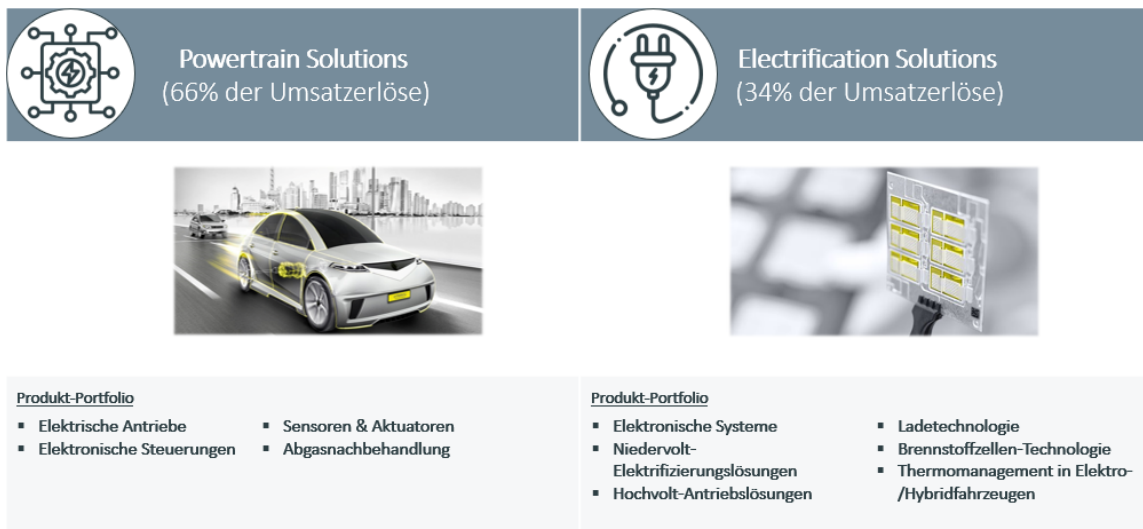 Powertrain Solutions
(66% der Umsatzerlöse)
Electrification Solutions
(34% der Umsatzerlöse)
Produkt-Portfolio
▪ Elektrische Antriebe
▪ Elektronische Steuerungen
▪ Sensoren & Aktuatoren
▪ Abgasnachbehandlung
Produkt-Portfolio
▪ Elektronische Systeme
▪ Niedervolt-
Elektrifizierungslösungen
▪ Hochvolt-Antriebslösungen
▪ Ladetechnologie
▪ Brennstoffzellen-Technologie
▪ Thermomanagement in Elektro-
/Hybridfahrzeugen